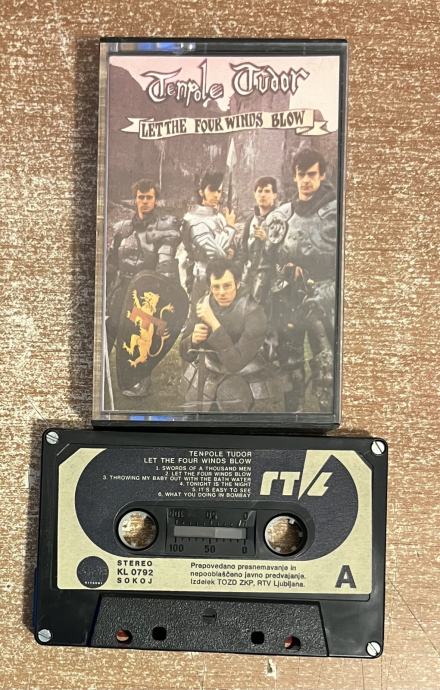 Tenpole Tudor
LET THE FOUR WINDS BLOW
TENPOLE TUDOR
LET THE FOUR WINDS BLOW
1. SWORDS OF A THOUSAND MEN
2. LET THE FOUR WINDS BLOW
3. THROWING MY BABY OUT WITH THE BATH WATER
4. TONIGHT IS THE NIGHT
5. IT S EASY TO SEE
6. WHAT YOU DOING IN BOMBAY
rtv
100 50 0
100 50 0
STEREO
KL 0792
SOKOJ
Prepovedano presnemavanje in
nepooblaščeno javno predvajanje.
Izdelek TOZD ZKP, RTV Ljubljana.
A